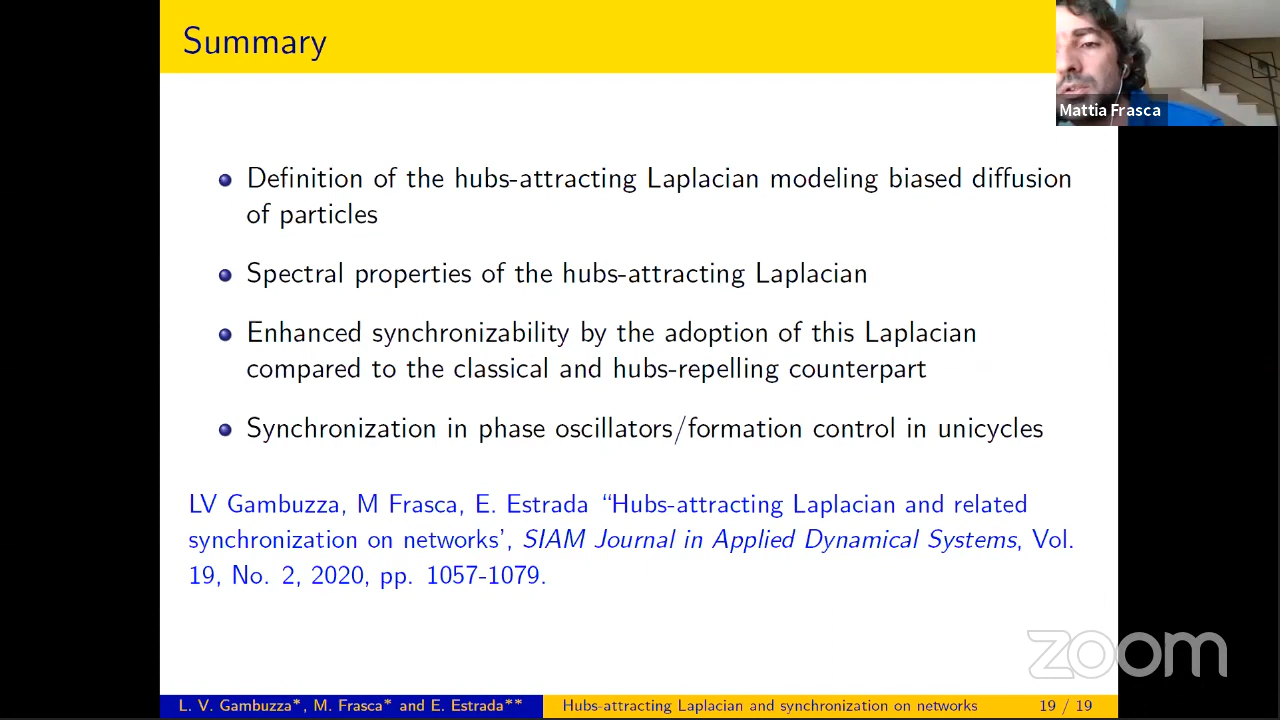 Summary
Mattia Frasca
Definition of the hubs-attracting Laplacian modeling biased diffusion
of particles
Spectral properties of the hubs-attracting Laplacian
Enhanced synchronizability by the adoption of this Laplacian
compared to the classical and hubs-repelling counterpart
Synchronization in phase oscillators/formation control in unicycles
LV Gambuzza, M Frasca, E. Estrada “Hubs-attracting Laplacian and related
synchronization on networks’, SIAM Journal in Applied Dynamical Systems, Vol.
19, No. 2, 2020, pp. 1057-1079.
zoom
L. V. Gambuzza*, M. Frasca* and E. Estrada** Hubs-attracting Laplacian and synchronization on networks 19 / 19